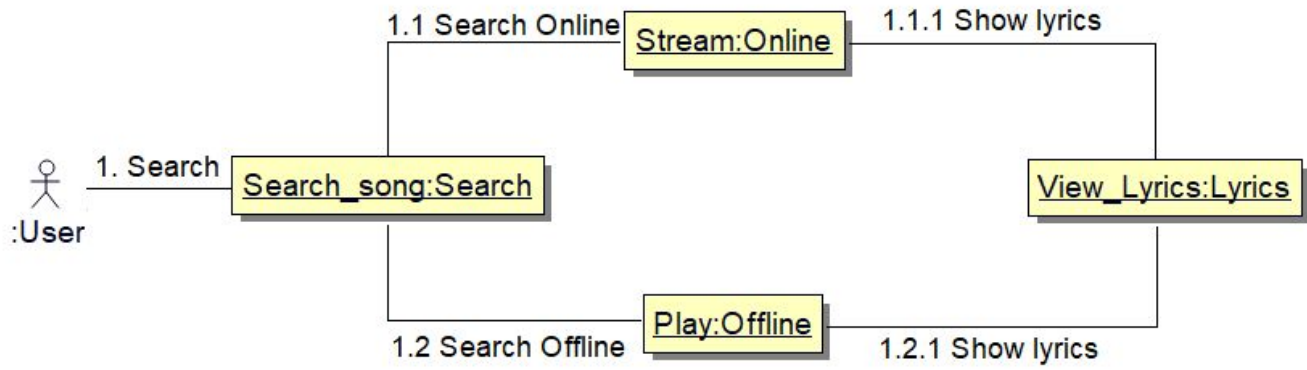 1.1 Search Online
Stream:Online
1.1.1 Show lyrics
1. Search
Search_song:Search
View_Lyrics:Lyrics
:User
Play:Offline
1.2 Search Offline
1.2.1 Show lyrics